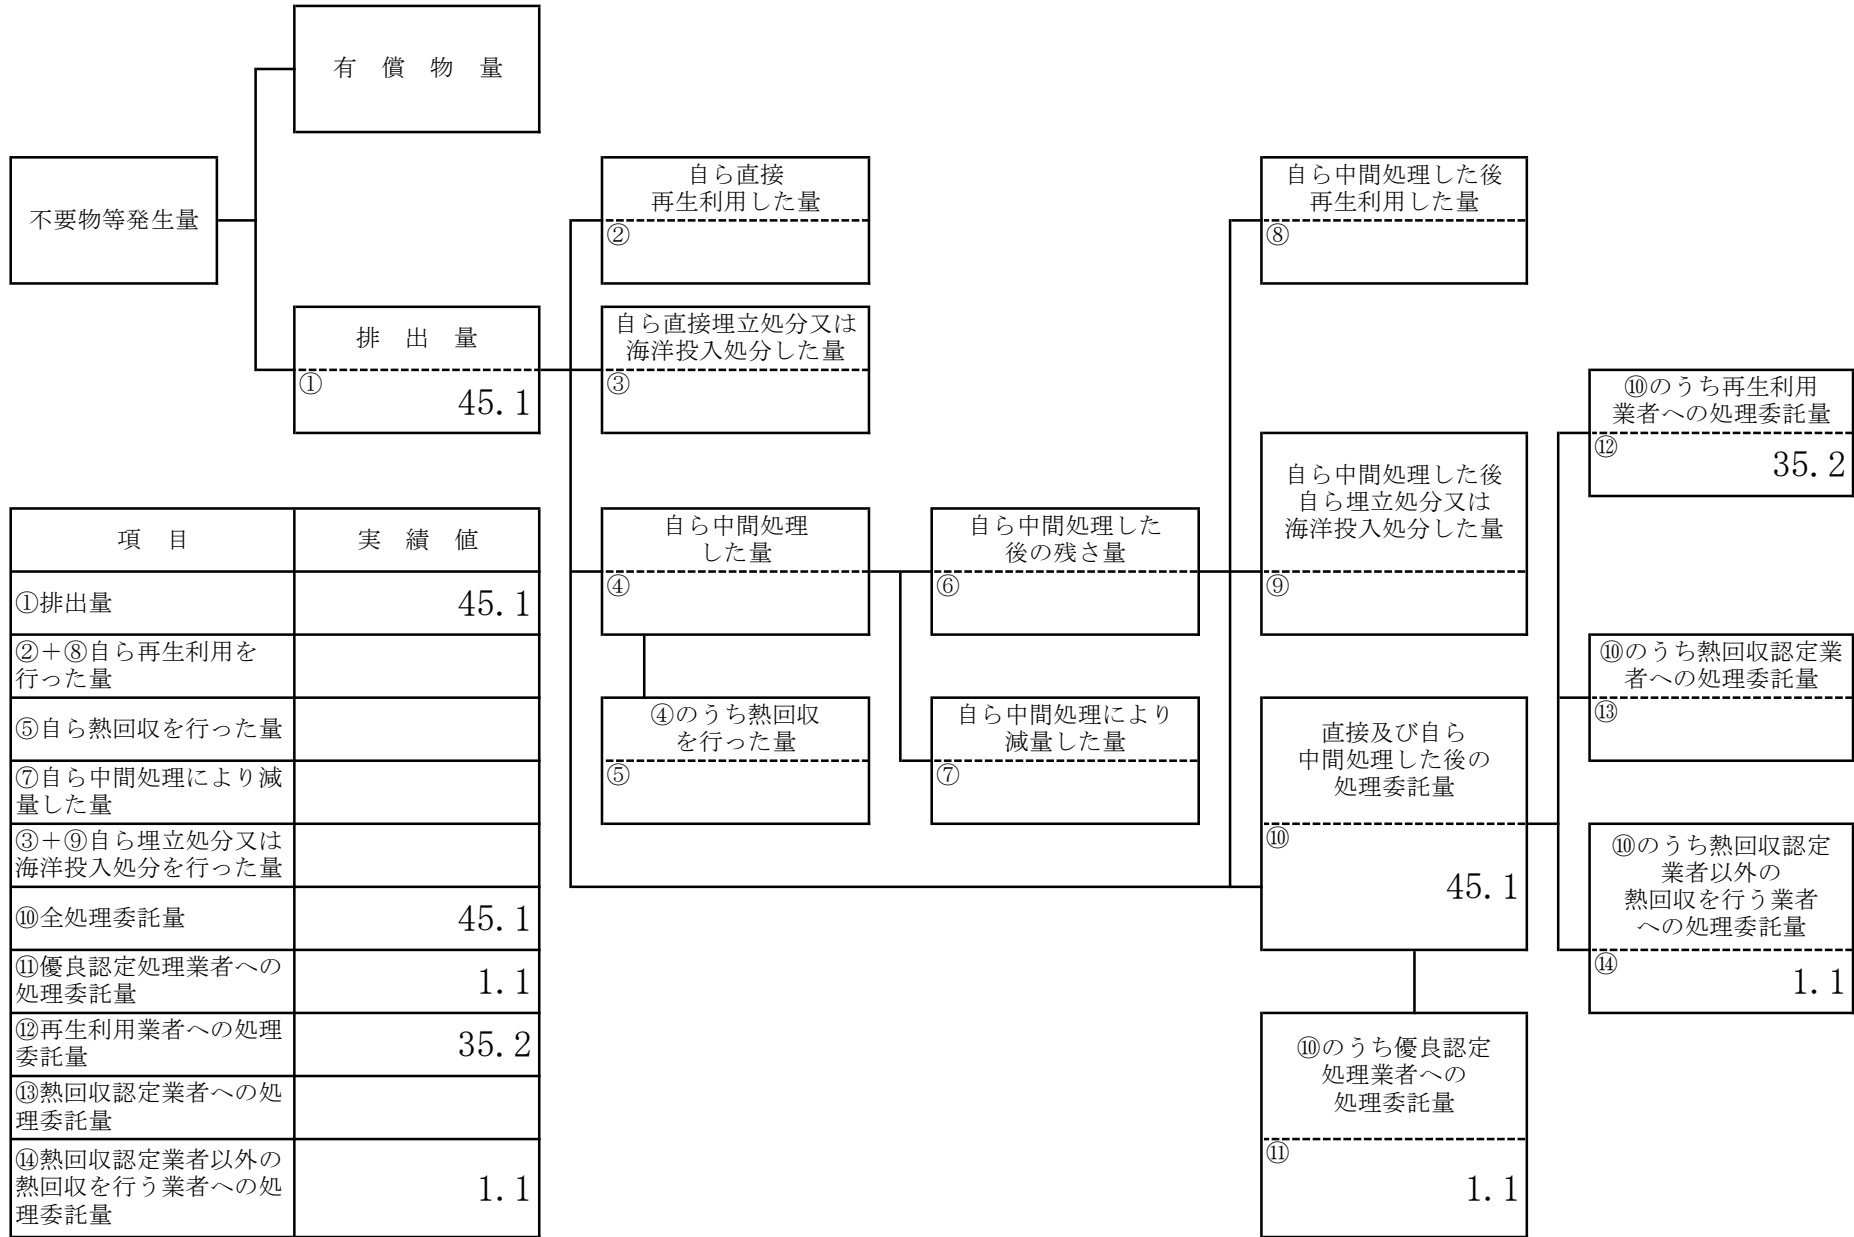 有　償　物　量
不要物等発生量
排　出　量
①
45.1
自ら直接
再生利用した量
②
自ら直接埋立処分又は
海洋投入処分した量
③
自ら中間処理
した量
④
④のうち熱回収
を行った量
⑤
自ら中間処理した
後の残さ量
⑥
自ら中間処理により
減量した量
⑦
自ら中間処理した後
再生利用した量
⑧
自ら中間処理した後
自ら埋立処分又は
海洋投入処分した量
⑨
直接及び自ら
中間処理した後の
処理委託量
⑩
45.1
⑩のうち優良認定
処理業者への
処理委託量
⑪
1.1
⑩のうち再生利用
業者への処理委託量
⑫
35.2
⑩のうち熱回収認定業
者への処理委託量
⑬
⑩のうち熱回収認定
業者以外の
熱回収を行う業者
への処理委託量
⑭
1.1
項　目
実　績　値
①排出量
45.1
②＋⑧自ら再生利用を
行った量
⑤自ら熱回収を行った量
⑦自ら中間処理により減
量した量
③＋⑨自ら埋立処分又は
海洋投入処分を行った量
⑩全処理委託量
45.1
⑪優良認定処理業者への
処理委託量
1.1
⑫再生利用業者への処理
委託量
35.2
⑬熱回収認定業者への処
理委託量
⑭熱回収認定業者以外の
熱回収を行う業者への処
理委託量
1.1